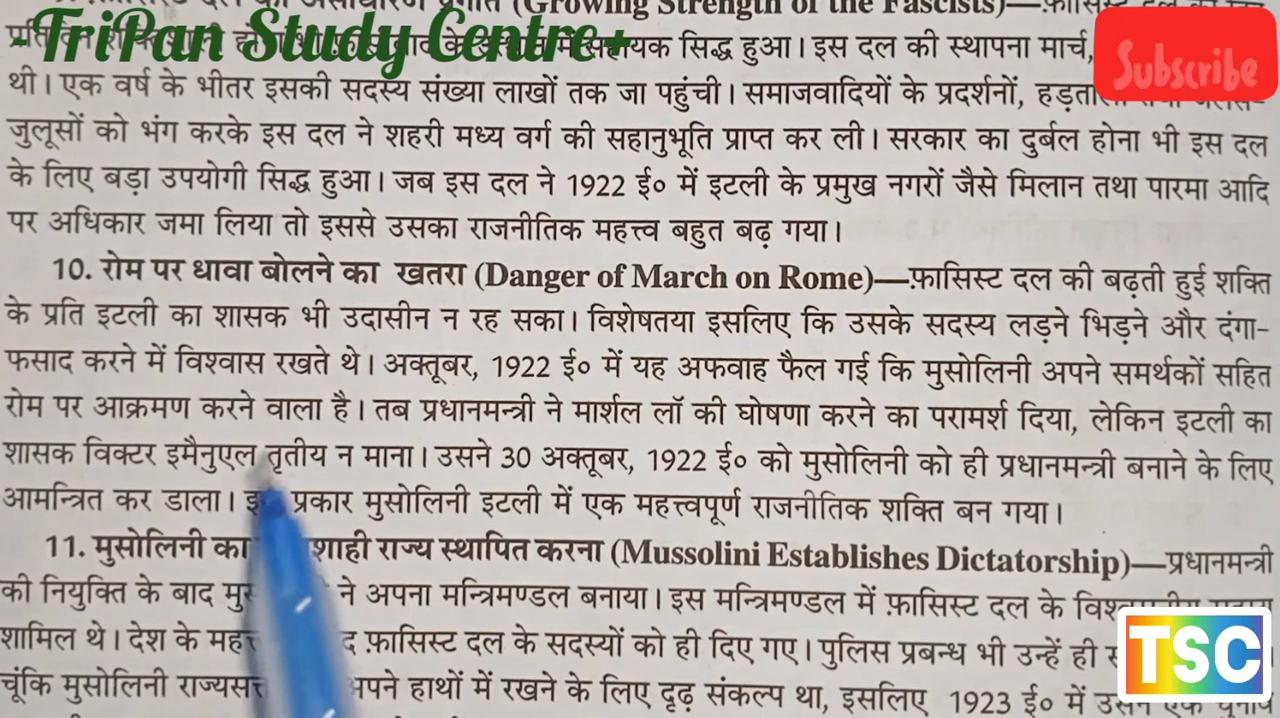 (Growing Strength of the Fascists)—फ़ासिस्ट दल की
- TriPan Study Centre+
Subscribe
सहायक सिद्ध हुआ। इस दल की स्थापना मार्च,
थी। एक वर्ष के भीतर इसकी सदस्य संख्या लाखों तक जा पहुंची। समाजवादियों के प्रदर्शनों,
जुलूसों को भंग करके इस दल ने शहरी मध्य वर्ग की सहानुभूति प्राप्त कर ली। सरकार का दुर्बल होना भी इस दल
के लिए बड़ा उपयोगी सिद्ध हुआ। जब इस दल ने 1922 ई० में इटली के प्रमुख नगरों जैसे मिलान तथा पारमा आदि
पर अधिकार जमा लिया तो इससे उसका राजनीतिक महत्त्व बहुत बढ़ गया।
10. रोम पर धावा बोलने का खतरा (Danger of March on Rome)—फ़ासिस्ट दल की बढ़ती हुई शक्ति
के प्रति इटली का शासक भी उदासीन न रह सका। विशेषतया इसलिए कि उसके सदस्य लड़ने भिड़ने और दंगा-
फसाद करने में विश्वास रखते थे। अक्तूबर, 1922 ई० में यह अफवाह फैल गई कि मुसोलिनी अपने समर्थकों सहित
रोम पर आक्रमण करने वाला है। तब प्रधानमन्त्री ने मार्शल लॉ की घोषणा करने का परामर्श दिया, लेकिन इटली का
शासक विक्टर इमैनुएल तृतीय न माना। उसने 30 अक्तूबर, 1922 ई० को मुसोलिनी को ही प्रधानमन्त्री बनाने के लिए
आमन्त्रित कर डाला। प्रकार मुसोलिनी इटली में एक महत्त्वपूर्ण राजनीतिक शक्ति बन गया।
11. मुसोलिनी का राज्य स्थापित करना (Mussolini Establishes Dictatorship)—प्रधानमन्त्री
की नियुक्ति के बाद ने अपना मन्त्रिमण्डल बनाया। इस मन्त्रिमण्डल में फ़ासिस्ट दल के
शामिल थे। देश के फ़ासिस्ट दल के सदस्यों को ही दिए गए। पुलिस प्रबन्ध भी उन्हें ही
चूंकि मुसोलिनी अपने हाथों में रखने के लिए दृढ़ संकल्प था, इसलिए 1923 ई० में
TSC